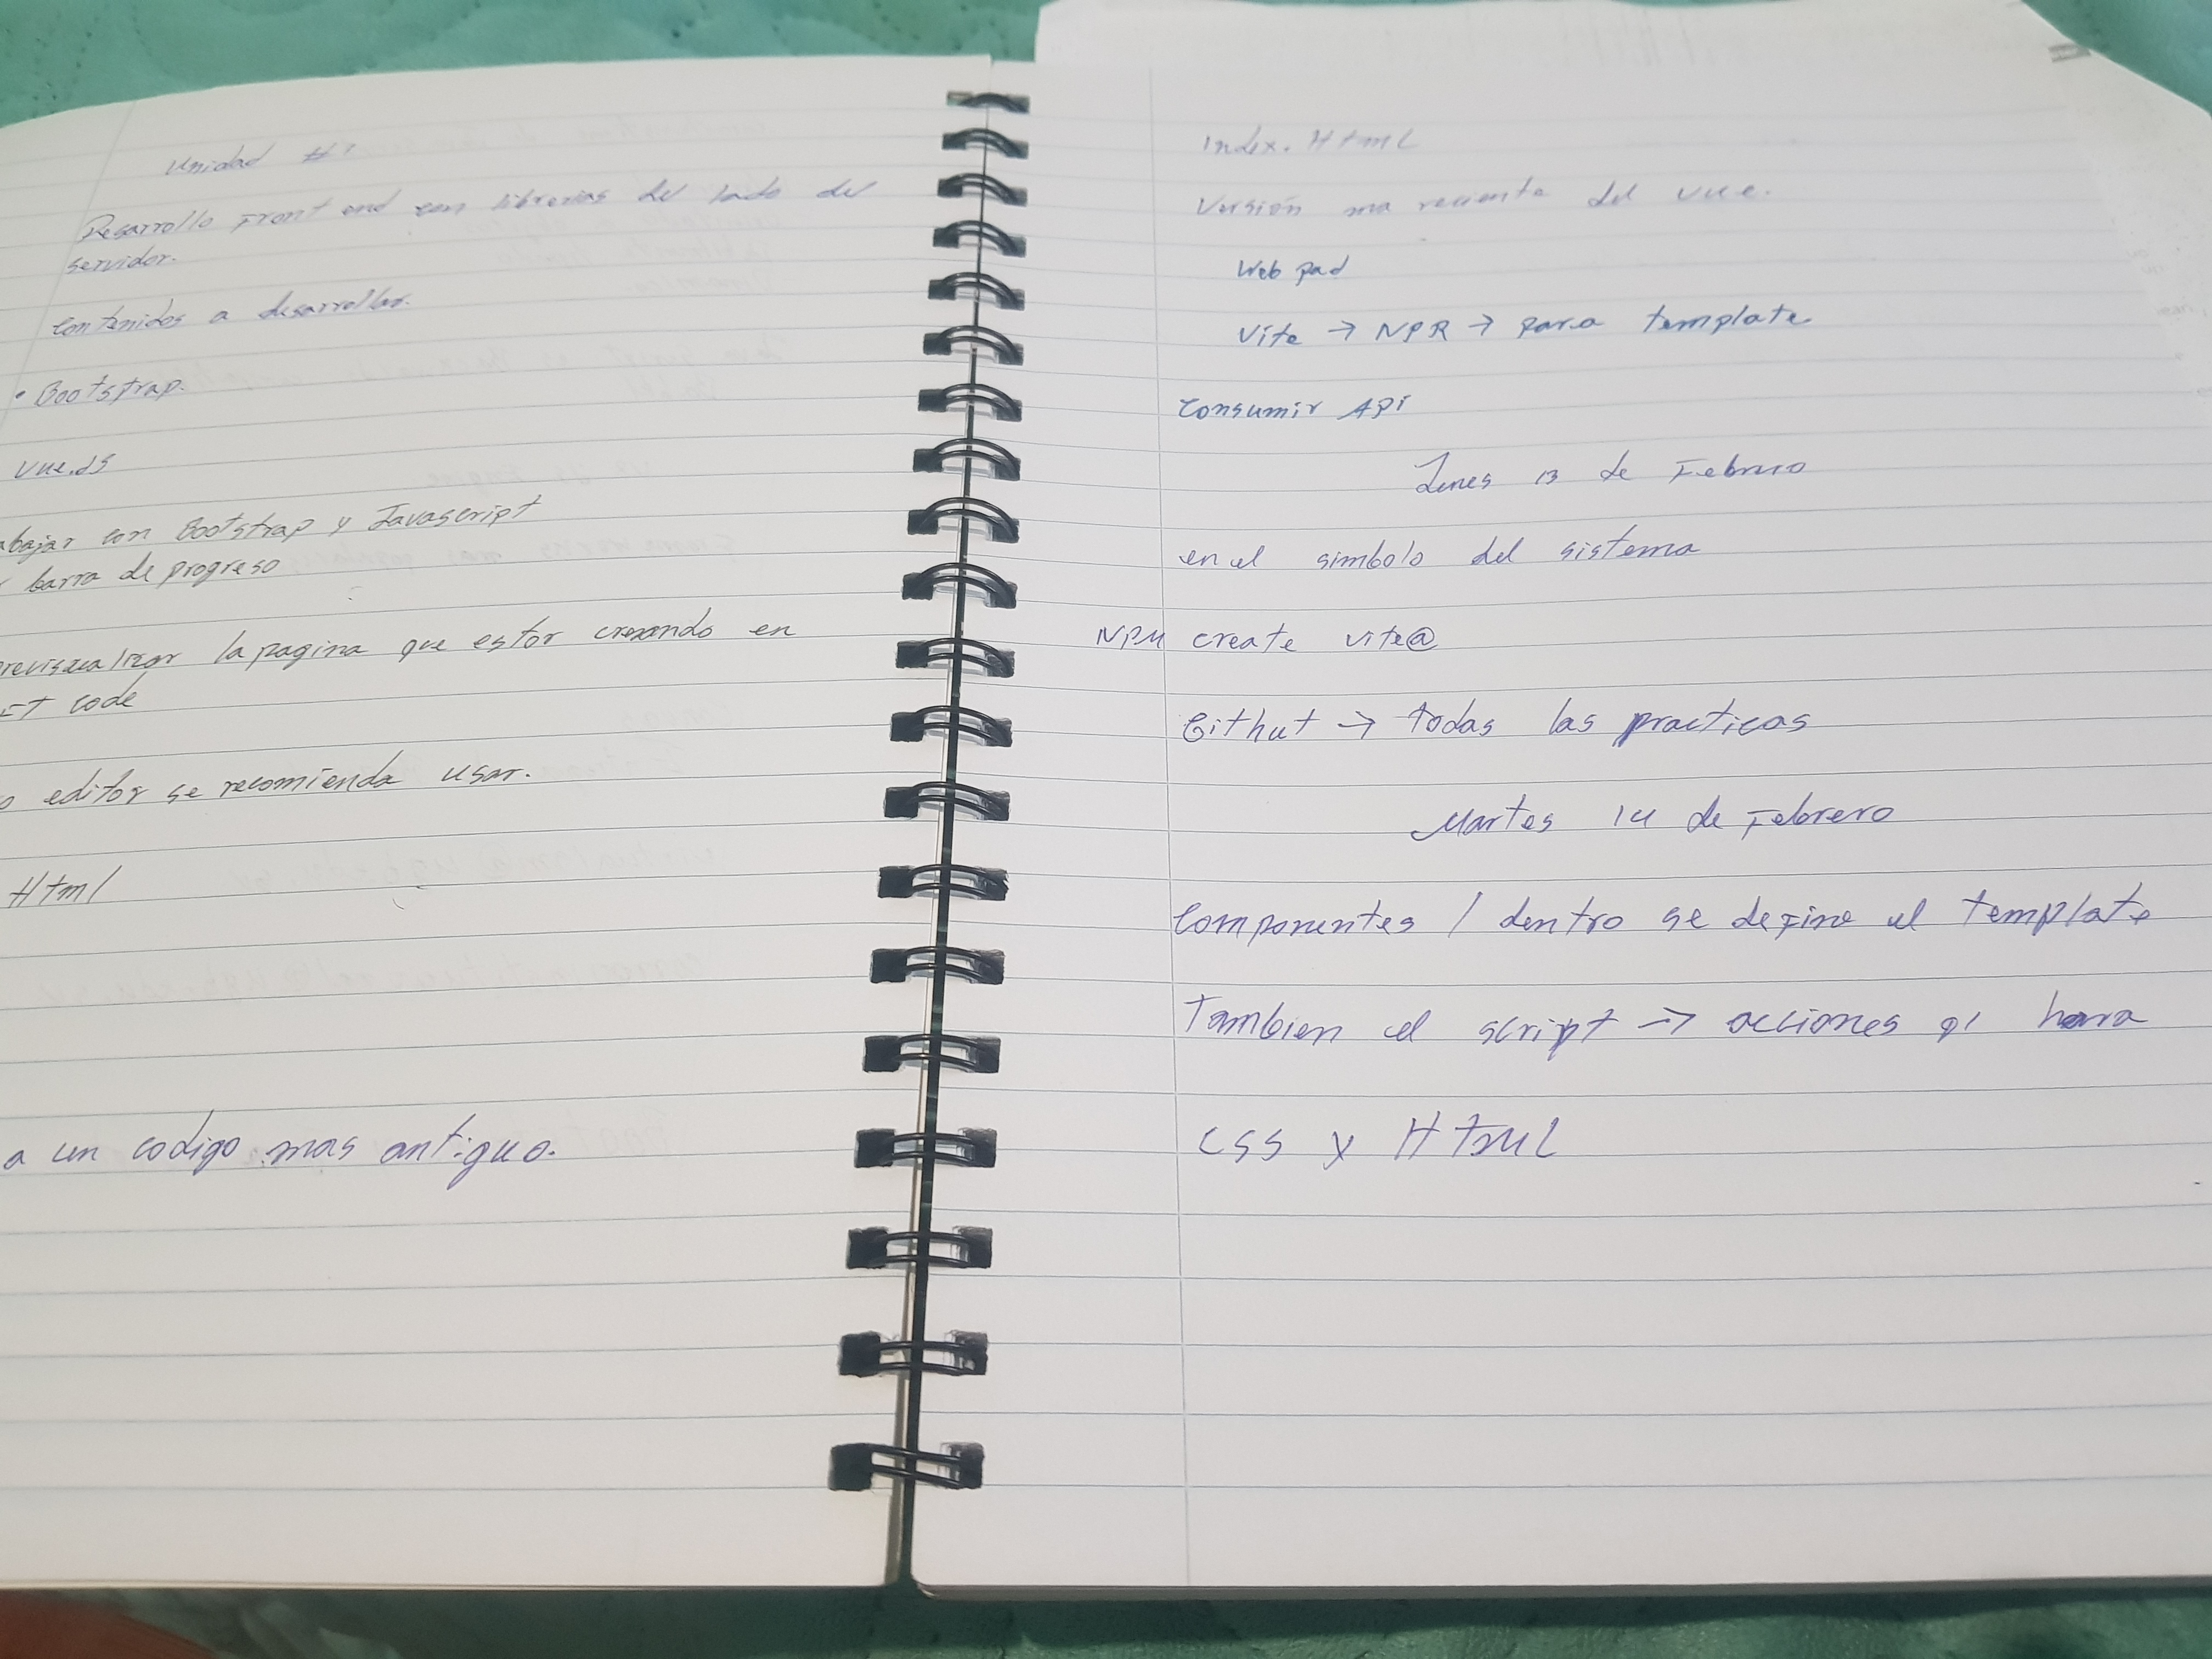 Unidad #1
Desarrollo Front end con librerias del lado del
servidor.
Contenidos a desarrollar.
• Bootstrap.
Vue.JS
abajar con Bootstrap y Javascript
barra de progreso
previsualizar la pagina que estor creando en
code
o editor se recomienda usar.
Html
a un codigo mas antiguo.
Index. Html
Versión ma reciente del vue.
Web pad
Vite → NPR → para template
Consumir API
Lunes 13 de Febrero
en el simbolo del sistema
NPM create vite@
Githut → todas las practicas
Martes 14 de Febrero
Componentes / dentro se define el template
Tambien el script → acciones q' hara
CSS y HTML